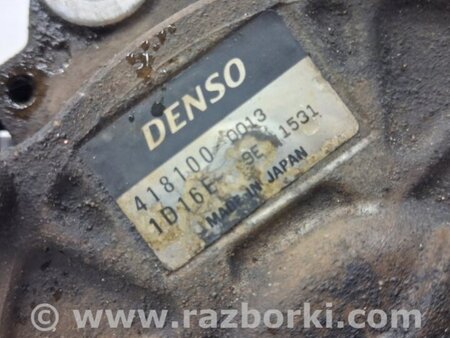 DENSO
418100-0013
1D16E 9E 1531
MADE IN JAPAN
© www.razborki.com